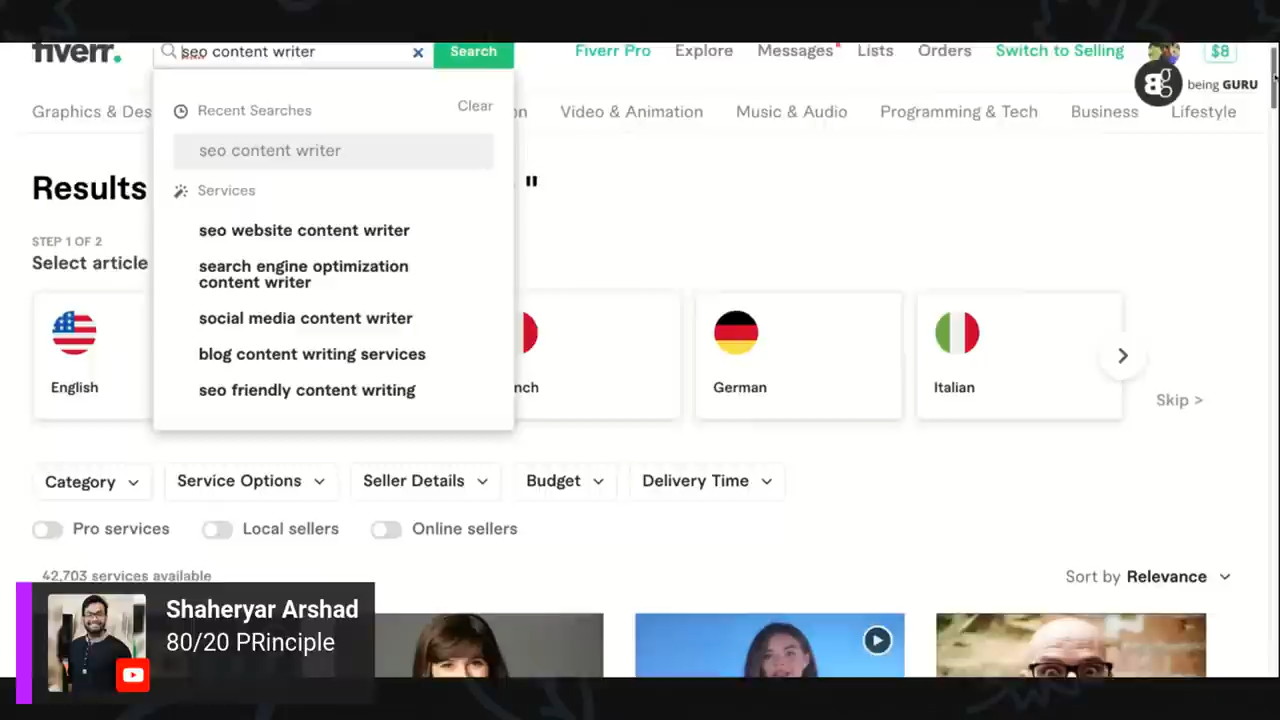 fiverr.
seo content writer
Search
Fiverr Pro
Explore
Messages
Lists
Orders
Switch to Selling
$8
being GURU
Graphics & Des
on
Video & Animation
Music & Audio
Programming & Tech
Business
Lifestyle
Recent Searches
Clear
seo content writer
Services
seo website content writer
search engine optimization
content writer
social media content writer
blog content writing services
seo friendly content writing
Results
"
STEP 1 OF 2
Select article
English
nch
German
Italian
Skip >
Category
Service Options
Seller Details
Budget
Delivery Time
Pro services
Local sellers
Online sellers
42,703 services available
Sort by Relevance
Shaheryar Arshad
80/20 PRinciple